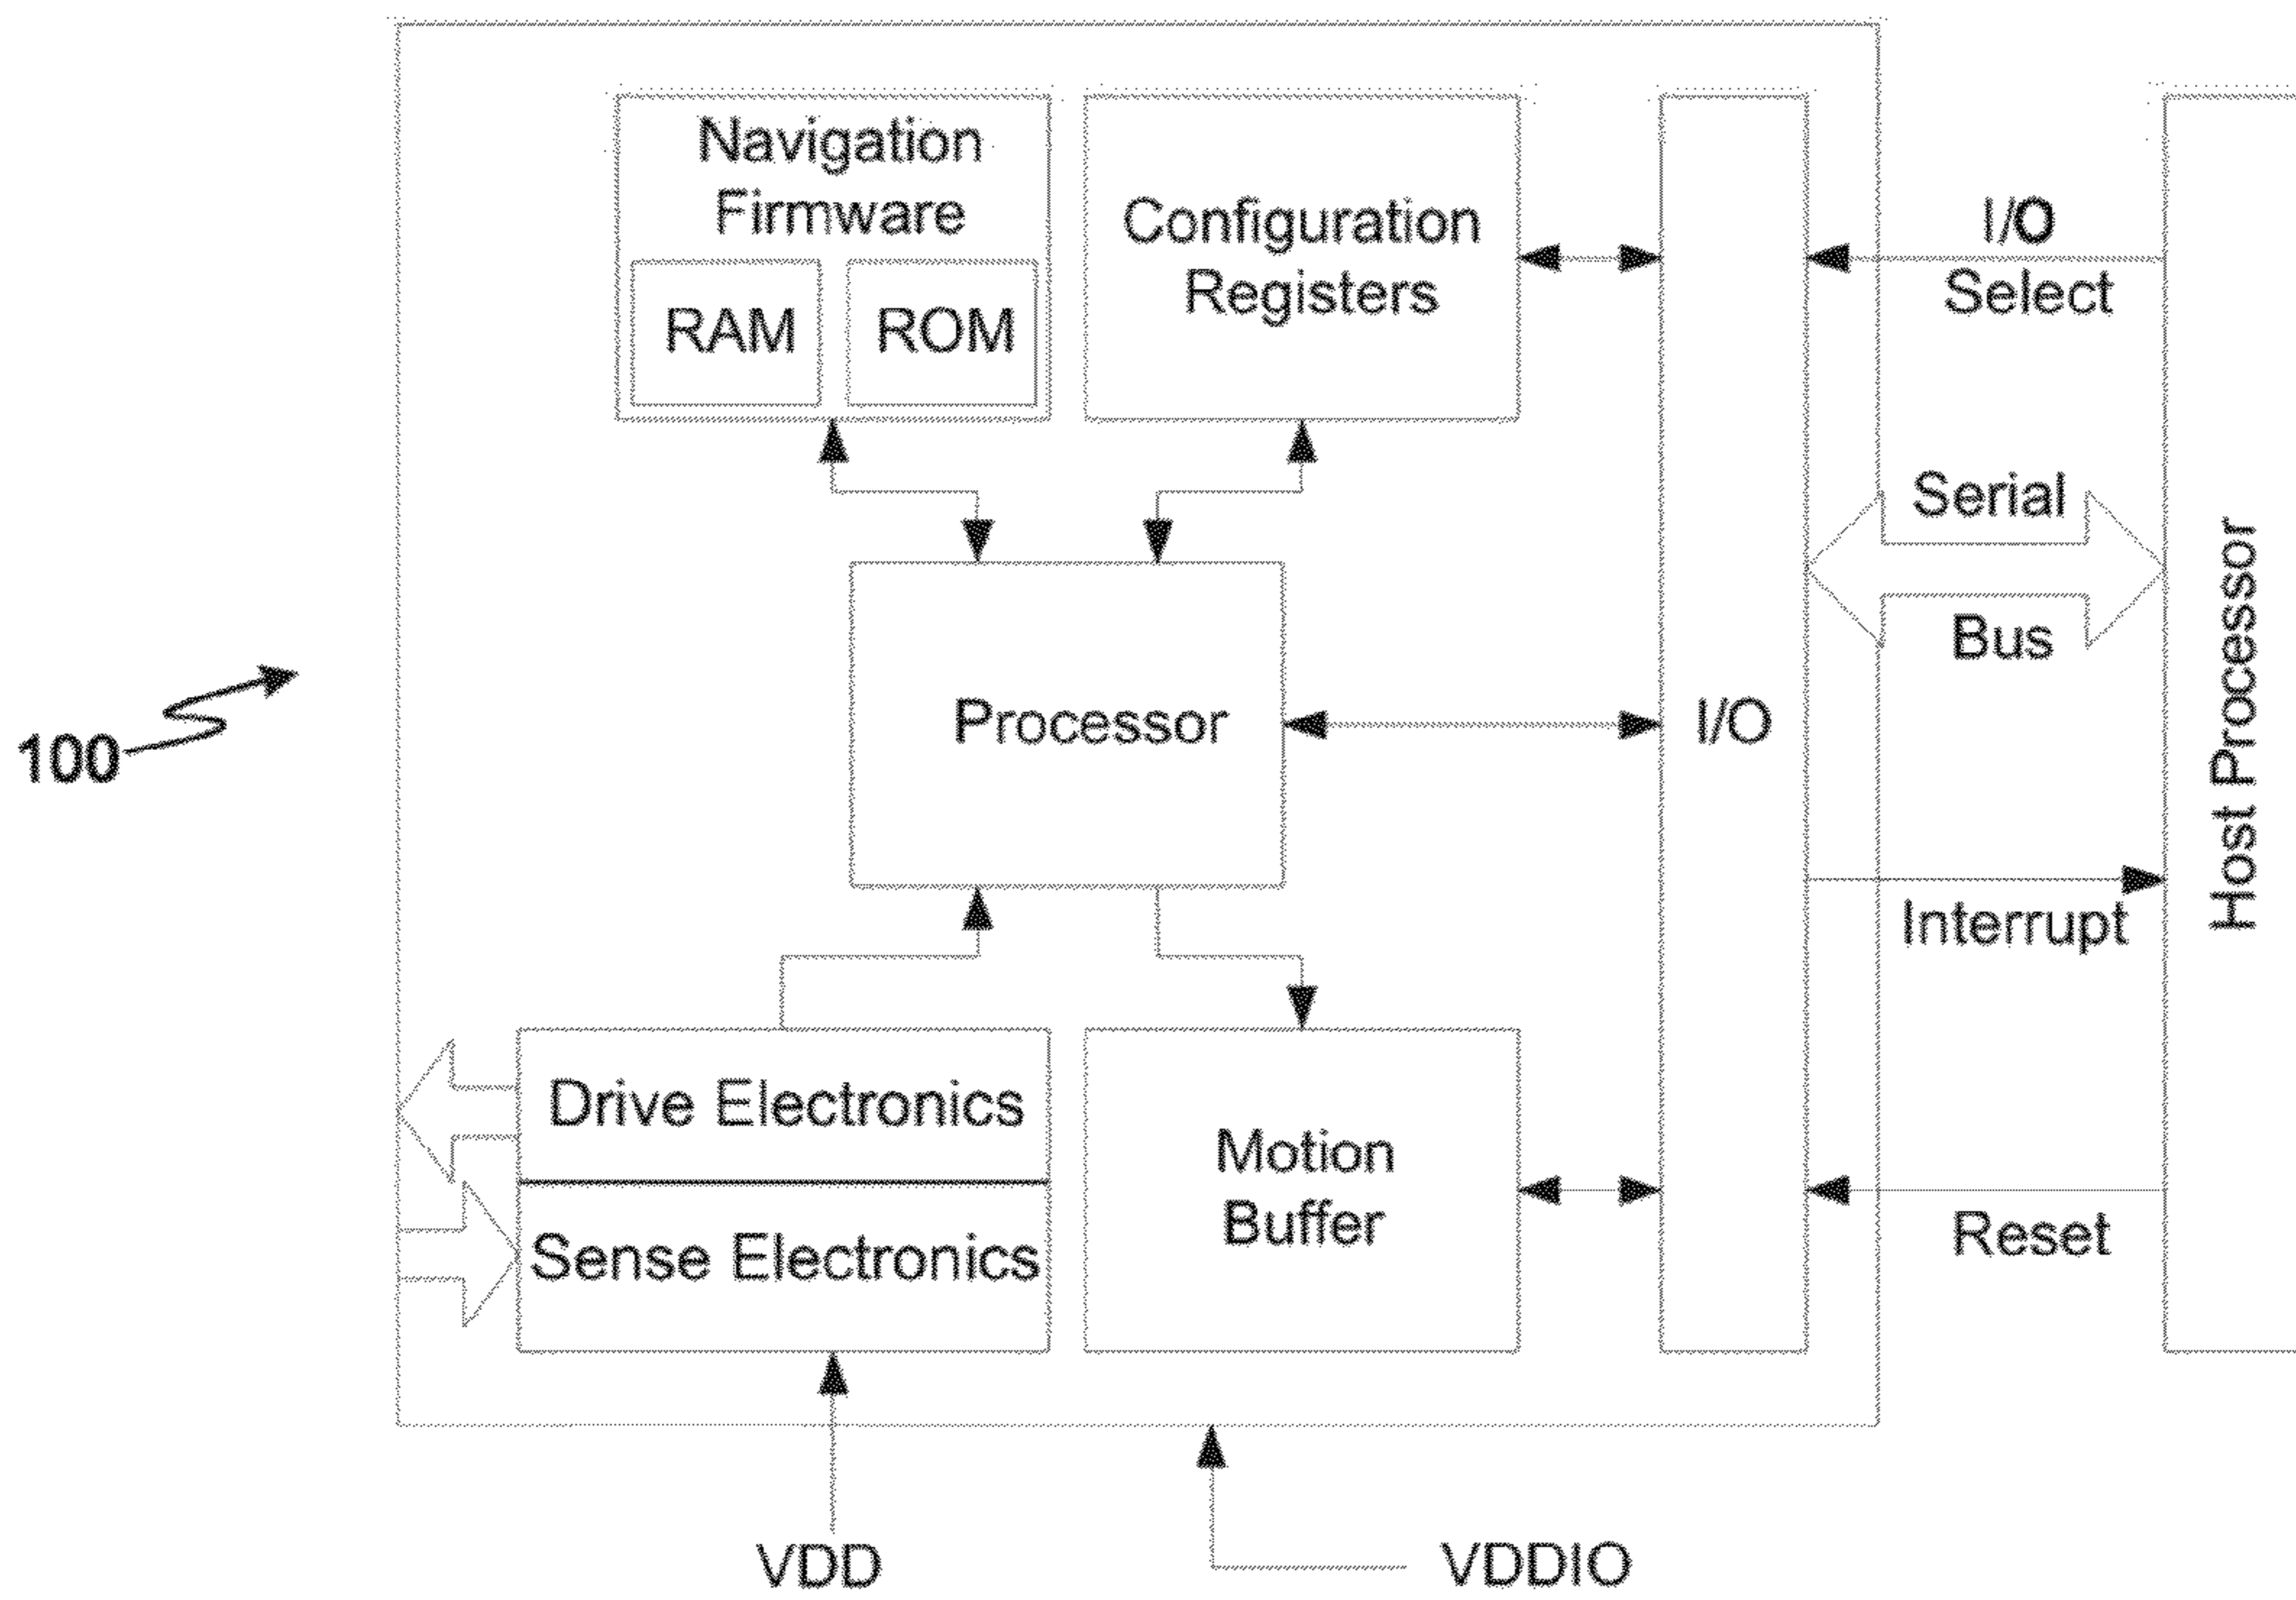 Navigation
Firmware
RAM
ROM
Configuration
Registers
I/O
Select
Serial
Bus
Processor
I/O
Host Processor
100
Interrupt
Drive Electronics
Sense Electronics
Motion
Buffer
Reset
VDD
VDDIO